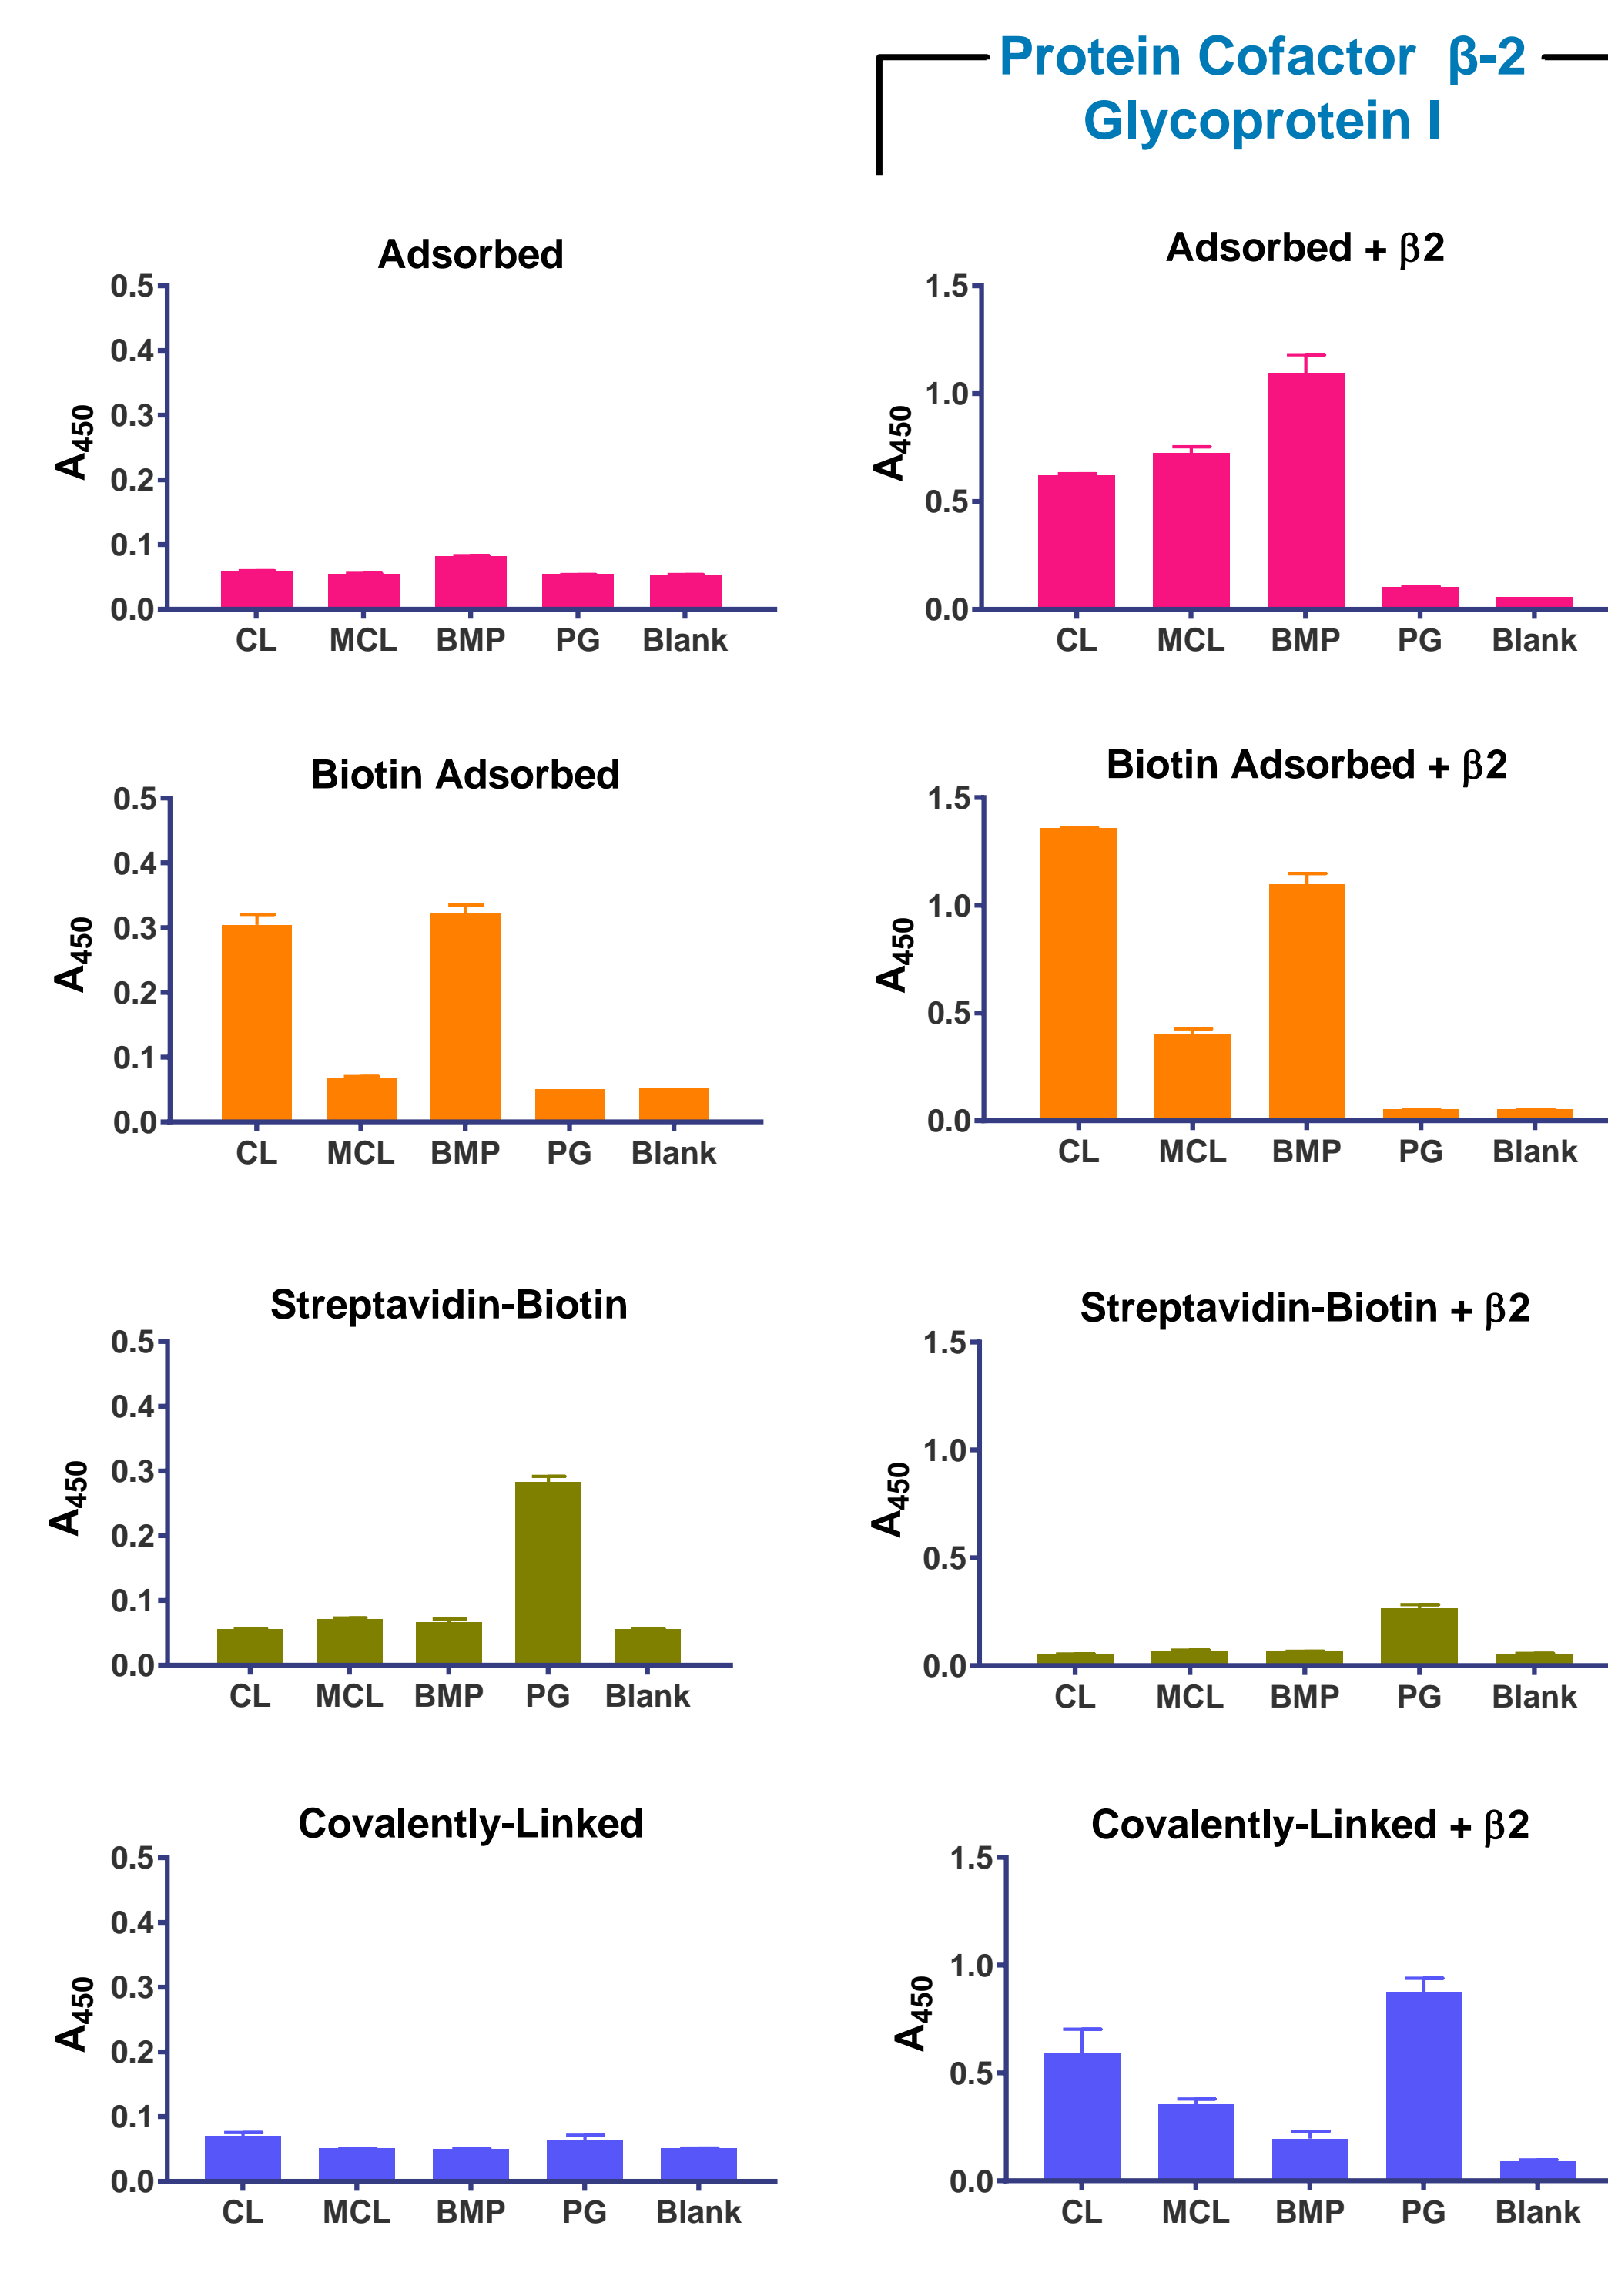 Protein Cofactor β-2
Glycoprotein I
Adsorbed
0.5
0.4
0.3
0.2
0.1
0.0
A450
CL MCL BMP PG Blank
Adsorbed + β2
1.5
1.0
0.5
0.0
A450
CL MCL BMP PG Blank
Biotin Adsorbed
0.5
0.4
0.3
0.2
0.1
0.0
A450
CL MCL BMP PG Blank
Biotin Adsorbed + β2
1.5
1.0
0.5
0.0
A450
CL MCL BMP PG Blank
Streptavidin-Biotin
0.5
0.4
0.3
0.2
0.1
0.0
A450
CL MCL BMP PG Blank
Streptavidin-Biotin + β2
1.5
1.0
0.5
0.0
A450
CL MCL BMP PG Blank
Covalently-Linked
0.5
0.4
0.3
0.2
0.1
0.0
A450
CL MCL BMP PG Blank
Covalently-Linked + β2
1.5
1.0
0.5
0.0
A450
CL MCL BMP PG Blank